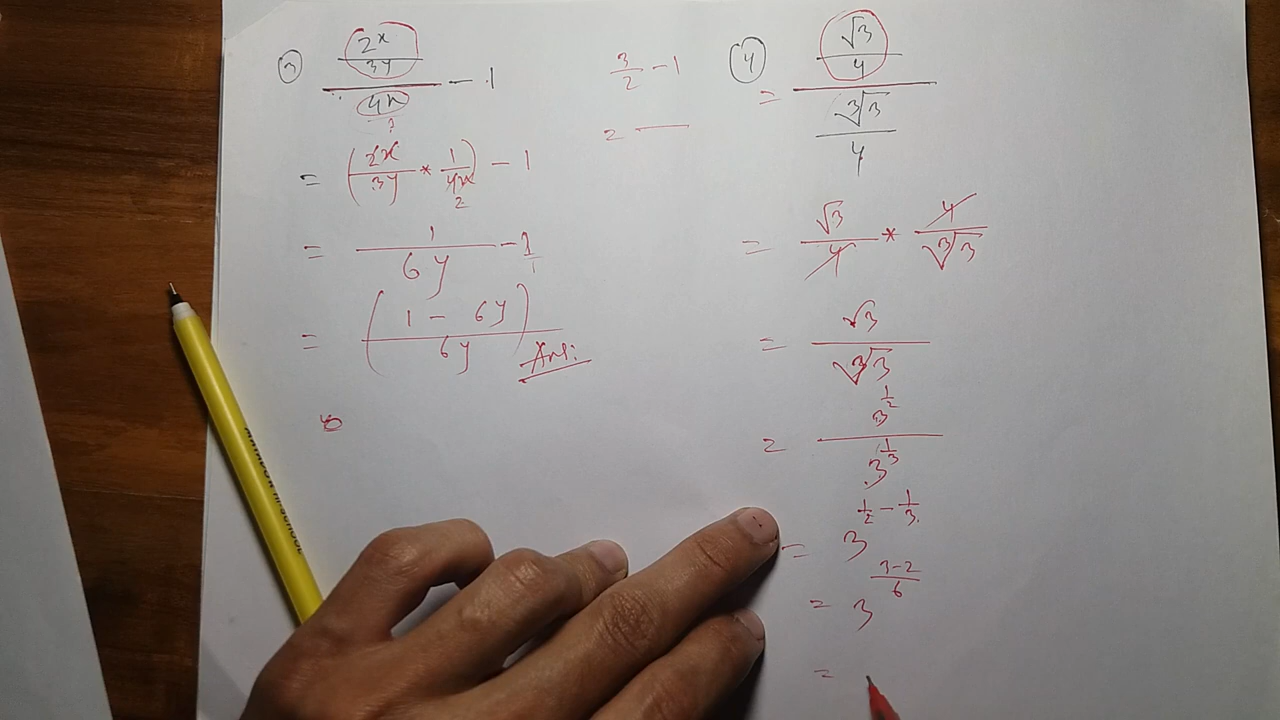 3 2x/3y / 4x - 1
?
= (2x/3y * 1/4x) - 1
2
= 1/6y - 1/1
= (1 - 6y)/6y Ans:
3/2 - 1
=
4 = √3/4 / ∛3/4
= √3/4 * 4/∛3
= √3/∛3
= 3^1/2 / 3^1/3
= 3^1/2 - 1/3
= 3^3-2/6
=